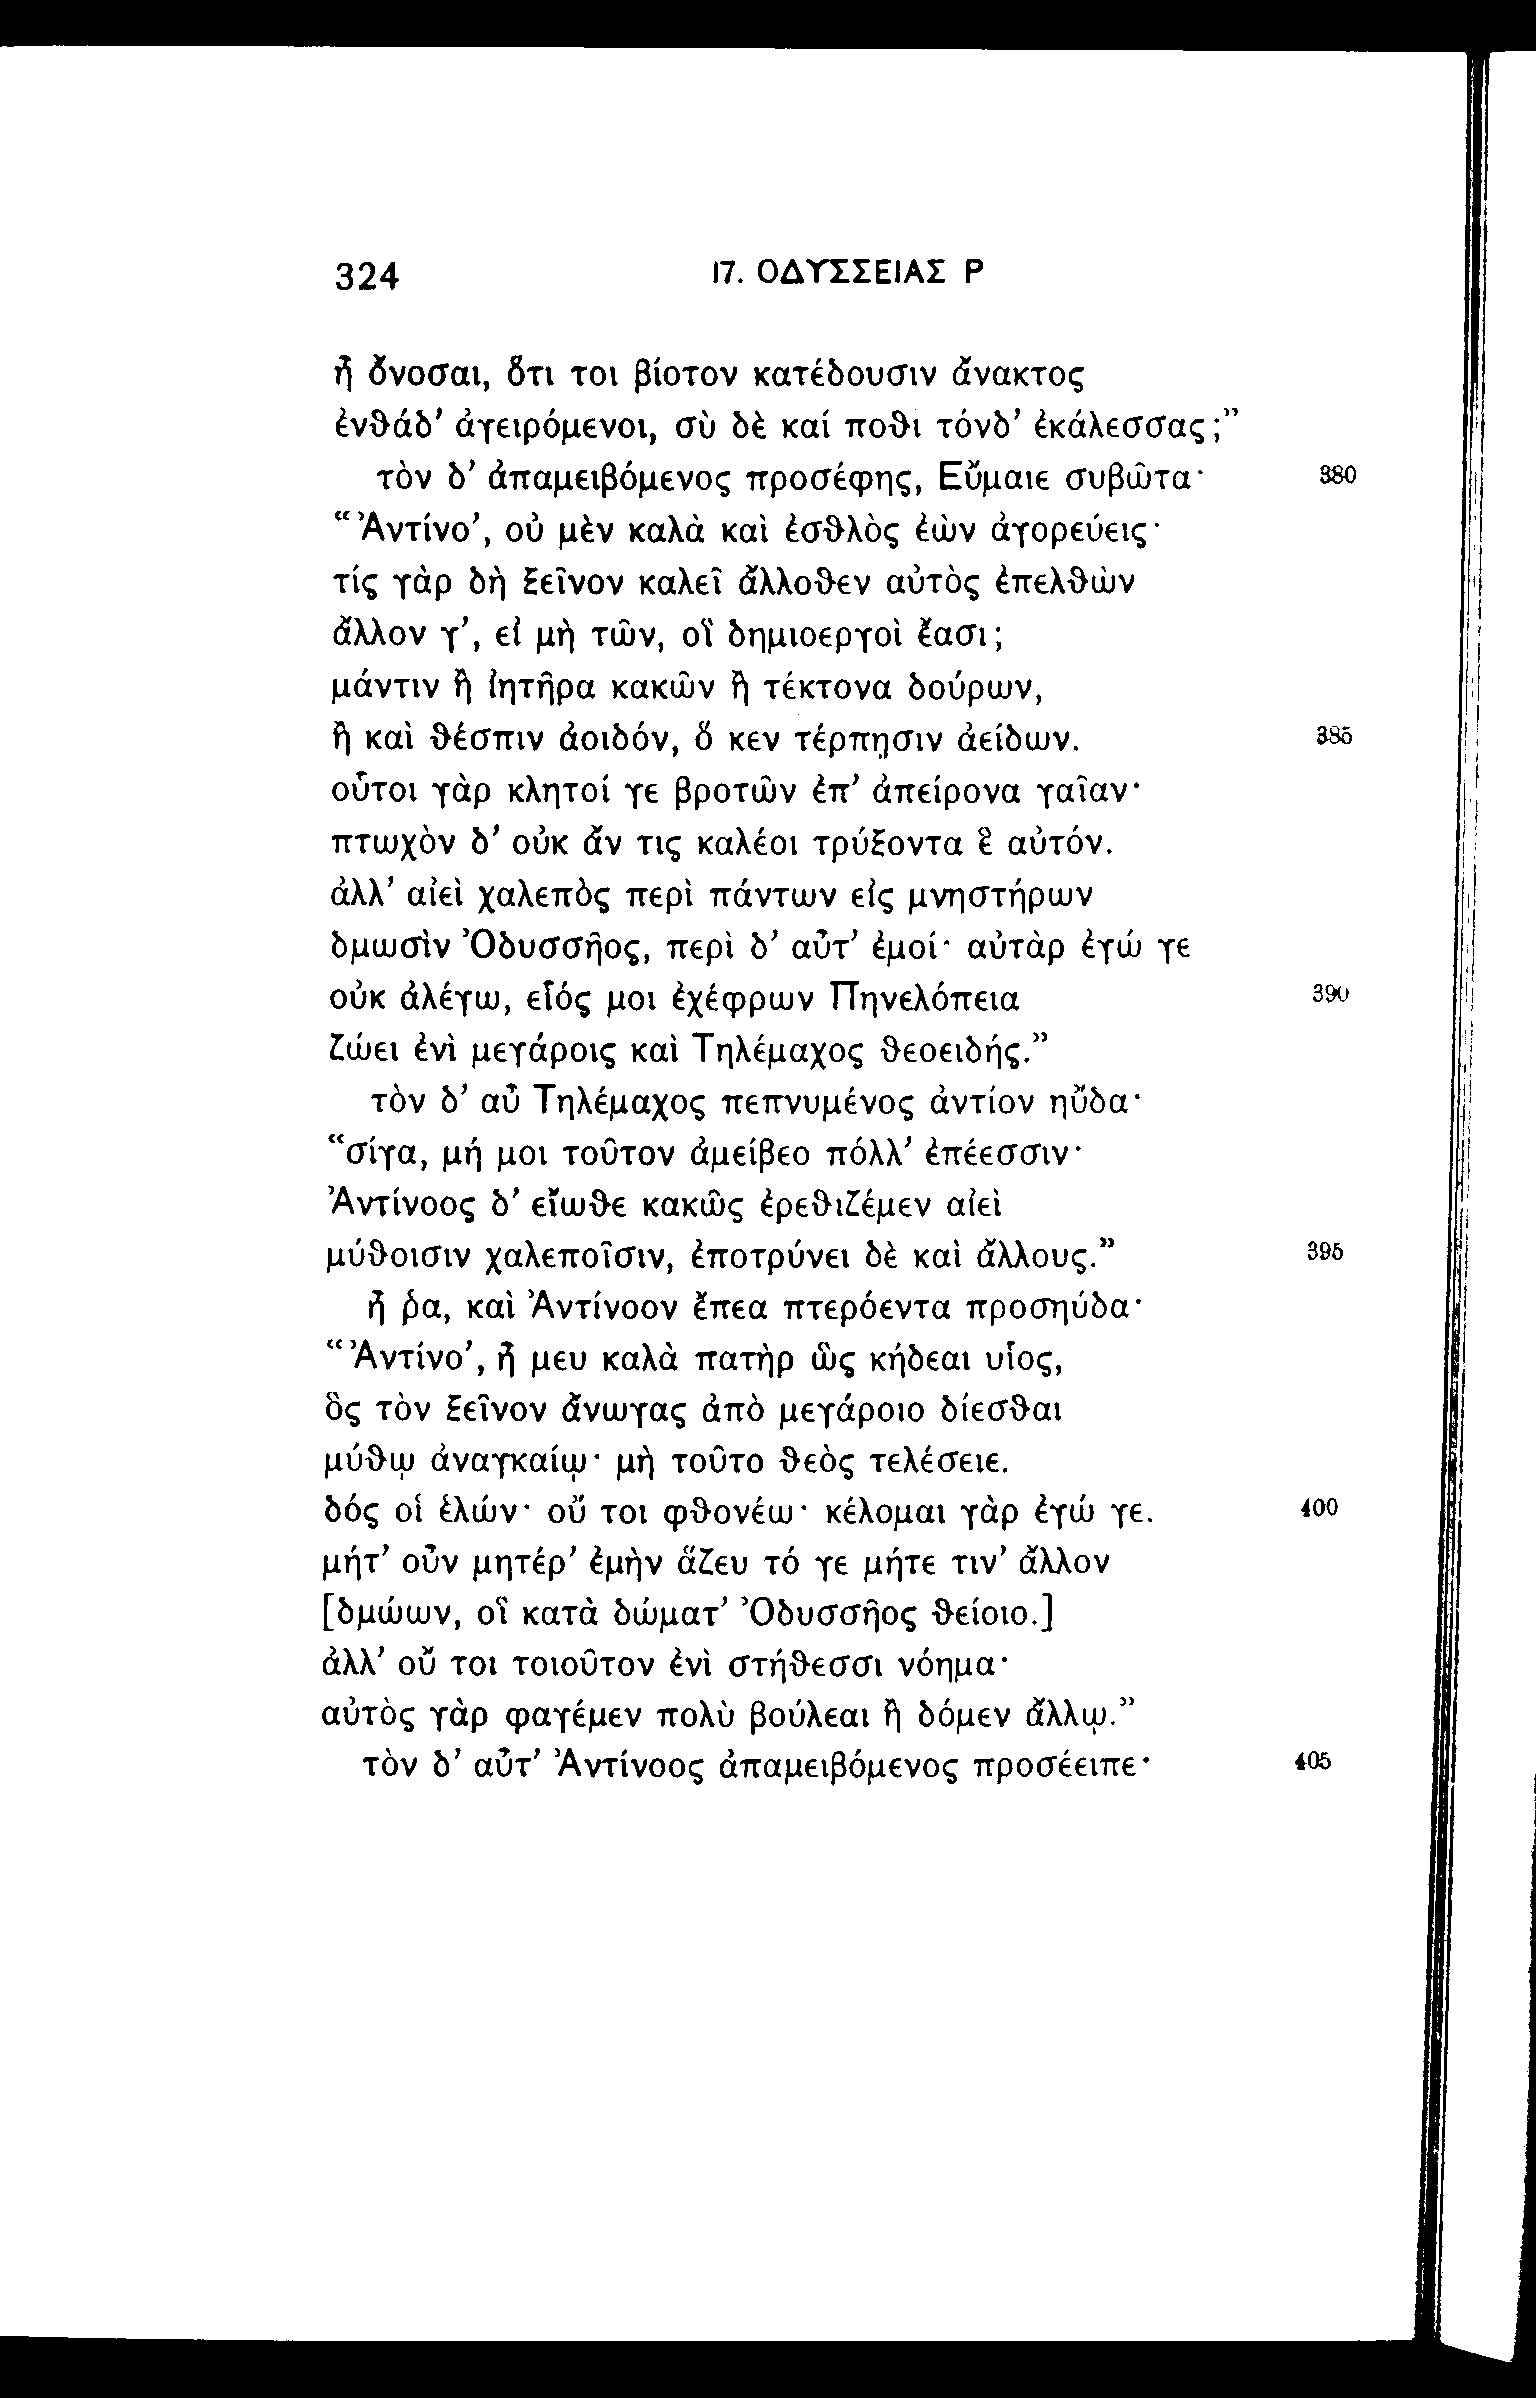 324 17. ΟΔΥΣΣΕΙΑΣ Ρ
ἦ ὄνοσαι, ὅτι τοι βίοτον κατέδουσιν ἄνακτος
ἐνθάδ’ ἀγειρόμενοι, σὺ δὲ καί ποθι τόνδ’ ἐκάλεσσας;”
τὸν δ’ ἀπαμειβόμενος προσέφης, Εὔμαιε συβῶτα· 380
“Ἀντίνο’, οὐ μὲν καλὰ καὶ ἐσθλὸς ἐὼν ἀγορεύεις·
τίς γὰρ δὴ ξεῖνον καλεῖ ἄλλοθεν αὐτὸς ἐπελθὼν
ἄλλον γ’, εἰ μὴ τῶν, οἳ δημιοεργοὶ ἔασι;
μάντιν ἢ ἰητῆρα κακῶν ἢ τέκτονα δούρων,
ἢ καὶ θέσπιν ἀοιδόν, ὅ κεν τέρπῃσιν ἀείδων. 385
οὗτοι γὰρ κλητοί γε βροτῶν ἐπ’ ἀπείρονα γαῖαν·
πτωχὸν δ’ οὐκ ἄν τις καλέοι τρύξοντα ἓ αὐτόν.
ἀλλ’ αἰεὶ χαλεπὸς περὶ πάντων εἰς μνηστήρων
δμωσὶν Ὀδυσσῆος, περὶ δ’ αὖτ’ ἐμοί· αὐτὰρ ἐγώ γε
οὐκ ἀλέγω, εἷός μοι ἐχέφρων Πηνελόπεια 390
ζώει ἐνὶ μεγάροις καὶ Τηλέμαχος θεοειδής.”
τὸν δ’ αὖ Τηλέμαχος πεπνυμένος ἀντίον ηὔδα·
“σίγα, μή μοι τοῦτον ἀμείβεο πόλλ’ ἐπέεσσιν·
Ἀντίνοος δ’ εἴωθε κακῶς ἐρεθιζέμεν αἰεὶ
μύθοισιν χαλεποῖσιν, ἐποτρύνει δὲ καὶ ἄλλους.” 395
ἦ ῥα, καὶ Ἀντίνοον ἔπεα πτερόεντα προσηύδα·
“Ἀντίνο’, ἦ μευ καλὰ πατὴρ ὣς κήδεαι υἷος,
ὃς τὸν ξεῖνον ἄνωγας ἀπὸ μεγάροιο δίεσθαι
μύθῳ ἀναγκαίῳ· μὴ τοῦτο θεὸς τελέσειε.
δός οἱ ἑλών· οὔ τοι φθονέω· κέλομαι γὰρ ἐγώ γε. 400
μήτ’ οὖν μητέρ’ ἐμὴν ἅζευ τό γε μήτε τιν’ ἄλλον
[δμώων, οἳ κατὰ δώματ’ Ὀδυσσῆος θείοιο.]
ἀλλ’ οὔ τοι τοιοῦτον ἐνὶ στήθεσσι νόημα·
αὐτὸς γὰρ φαγέμεν πολὺ βούλεαι ἢ δόμεν ἄλλῳ.”
τὸν δ’ αὖτ’ Ἀντίνοος ἀπαμειβόμενος προσέειπε· 405